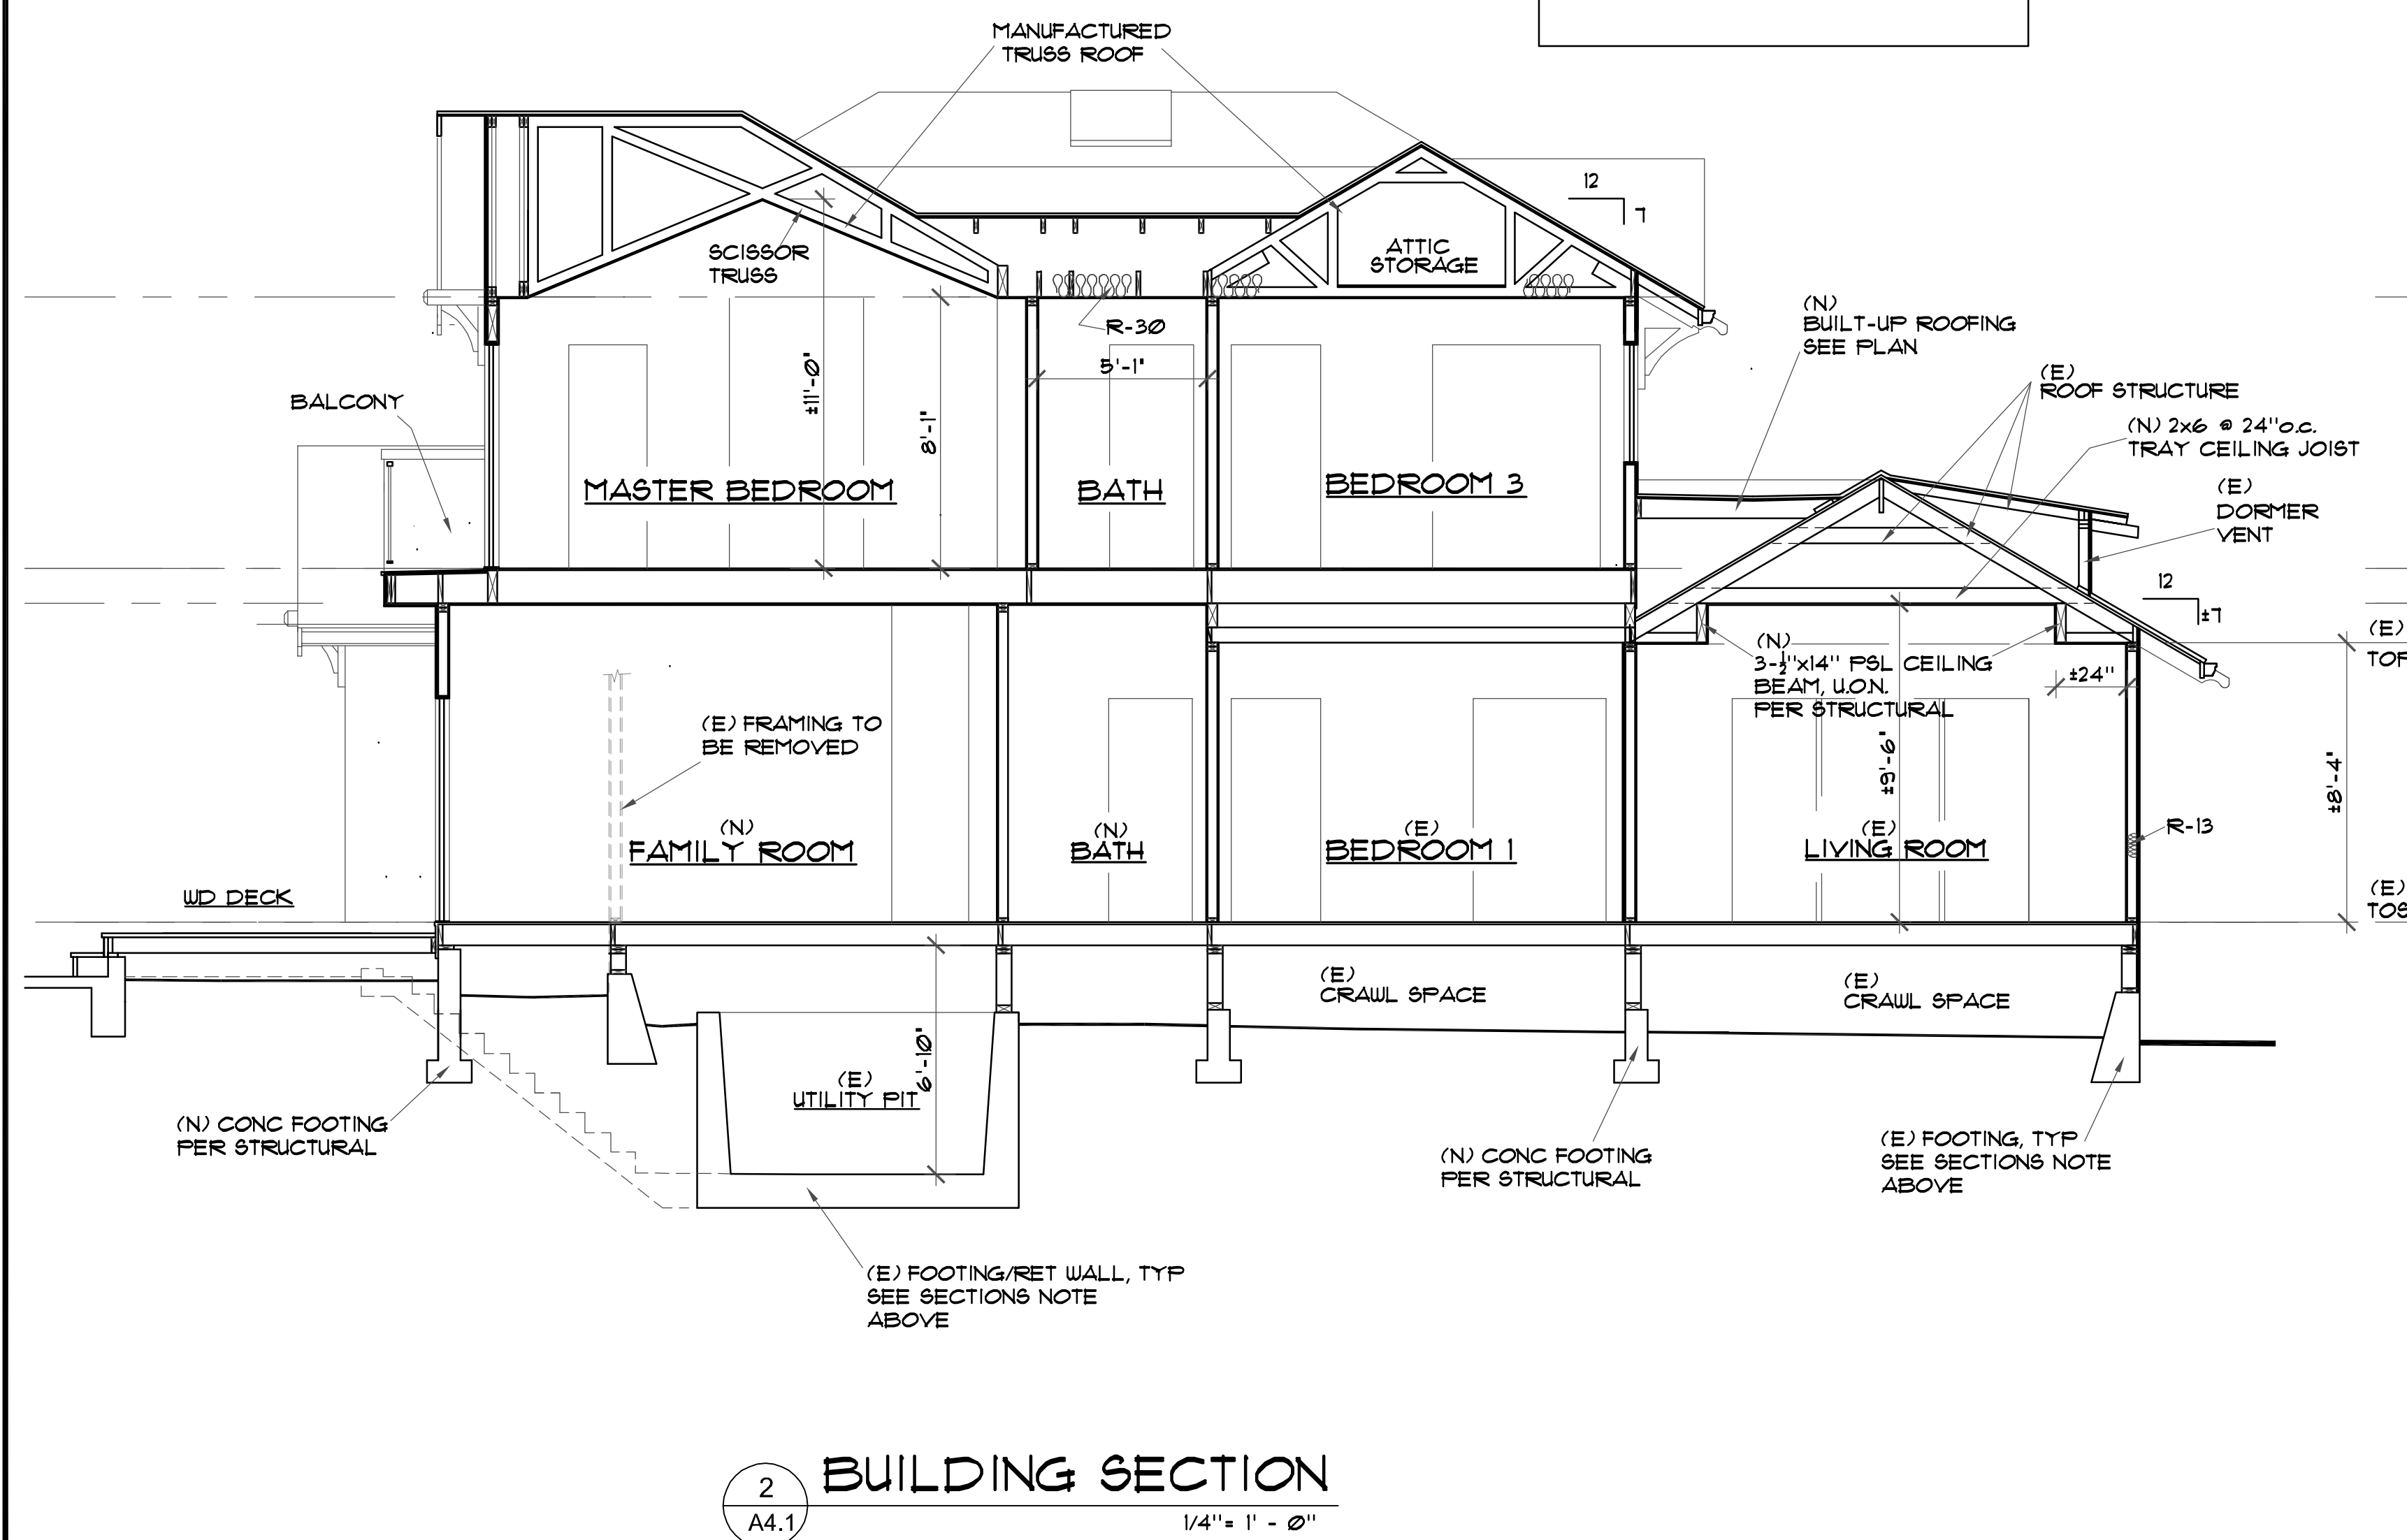 MANUFACTURED
TRUSS ROOF
12
7
SCISSOR
TRUSS
ATTIC
STORAGE
R-30
5'-1"
±11'-0"
8'-1"
(N)
BUILT-UP ROOFING
SEE PLAN
(E)
ROOF STRUCTURE
(N) 2x6 @ 24"o.c.
TRAY CEILING JOIST
(E)
DORMER
VENT
BALCONY
MASTER BEDROOM
BATH
BEDROOM 3
12
±7
(E)
(N)
3-½"x14" PSL CEILING
BEAM, U.O.N.
PER STRUCTURAL
±24"
(E) FRAMING TO
BE REMOVED
±9'-6"
±8'-4"
R-13
(N)
FAMILY ROOM
(N)
BATH
(E)
BEDROOM 1
(E)
LIVING ROOM
WD DECK
(E)
(E)
CRAWL SPACE
(E)
CRAWL SPACE
6'-10"
(E)
UTILITY PIT
(N) CONC FOOTING
PER STRUCTURAL
(N) CONC FOOTING
PER STRUCTURAL
(E) FOOTING, TYP
SEE SECTIONS NOTE
ABOVE
(E) FOOTING/RET WALL, TYP
SEE SECTIONS NOTE
ABOVE
2
A4.1
BUILDING SECTION
1/4"= 1' - 0"